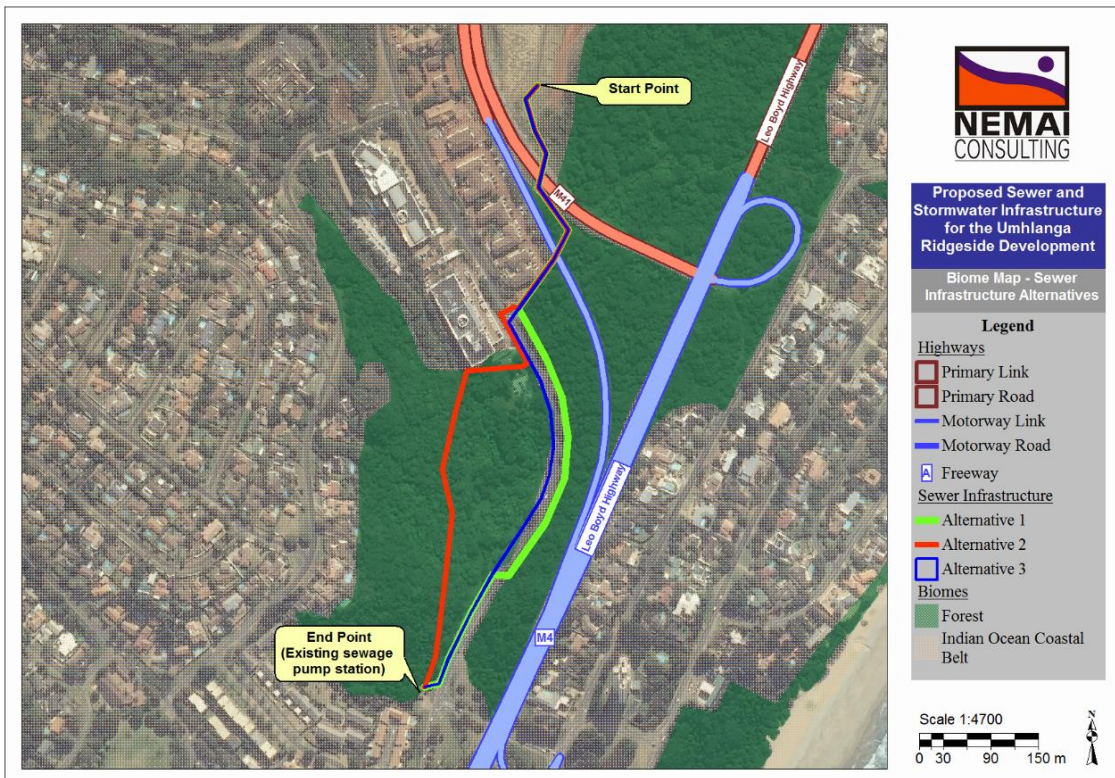 Start Point
Leo Boyd Highway
M41
Leo Boyd Highway
M4
End Point
(Existing sewage
pump station)
NEMAI
CONSULTING
Proposed Sewer and
Stormwater Infrastructure
for the Umhlanga
Ridgeside Development
Biome Map - Sewer
Infrastructure Alternatives
Legend
Highways
Primary Link
Primary Road
Motorway Link
Motorway Road
A Freeway
Sewer Infrastructure
Alternative 1
Alternative 2
Alternative 3
Biomes
Forest
Indian Ocean Coastal
Belt
Scale 1:4700
N
0 30 90 150 m